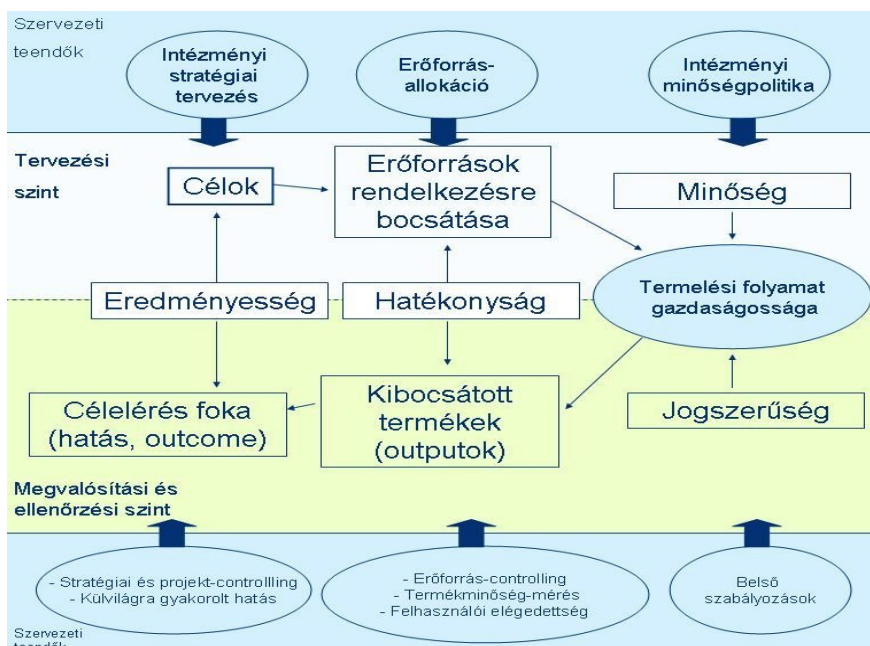 Szervezeti
teendők
Intézményi
stratégiai
tervezés
Erőforrás-
allokáció
Intézményi
minőségpolitika
Tervezési
szint
Célok
Erőforrások
rendelkezésre
bocsátása
Minőség
Eredményesség
Hatékonyság
Termelési folyamat
gazdaságossága
Célelérés foka
(hatás, outcome)
Kibocsátott
termékek
(outputok)
Jogszerűség
Megvalósítási és
ellenőrzési szint
- Stratégiai és projekt-controllling
- Külvilágra gyakorolt hatás
- Erőforrás-controlling
- Termékminőség-mérés
- Felhasználói elégedettség
Belső
szabályozások
Szervezeti
teendők